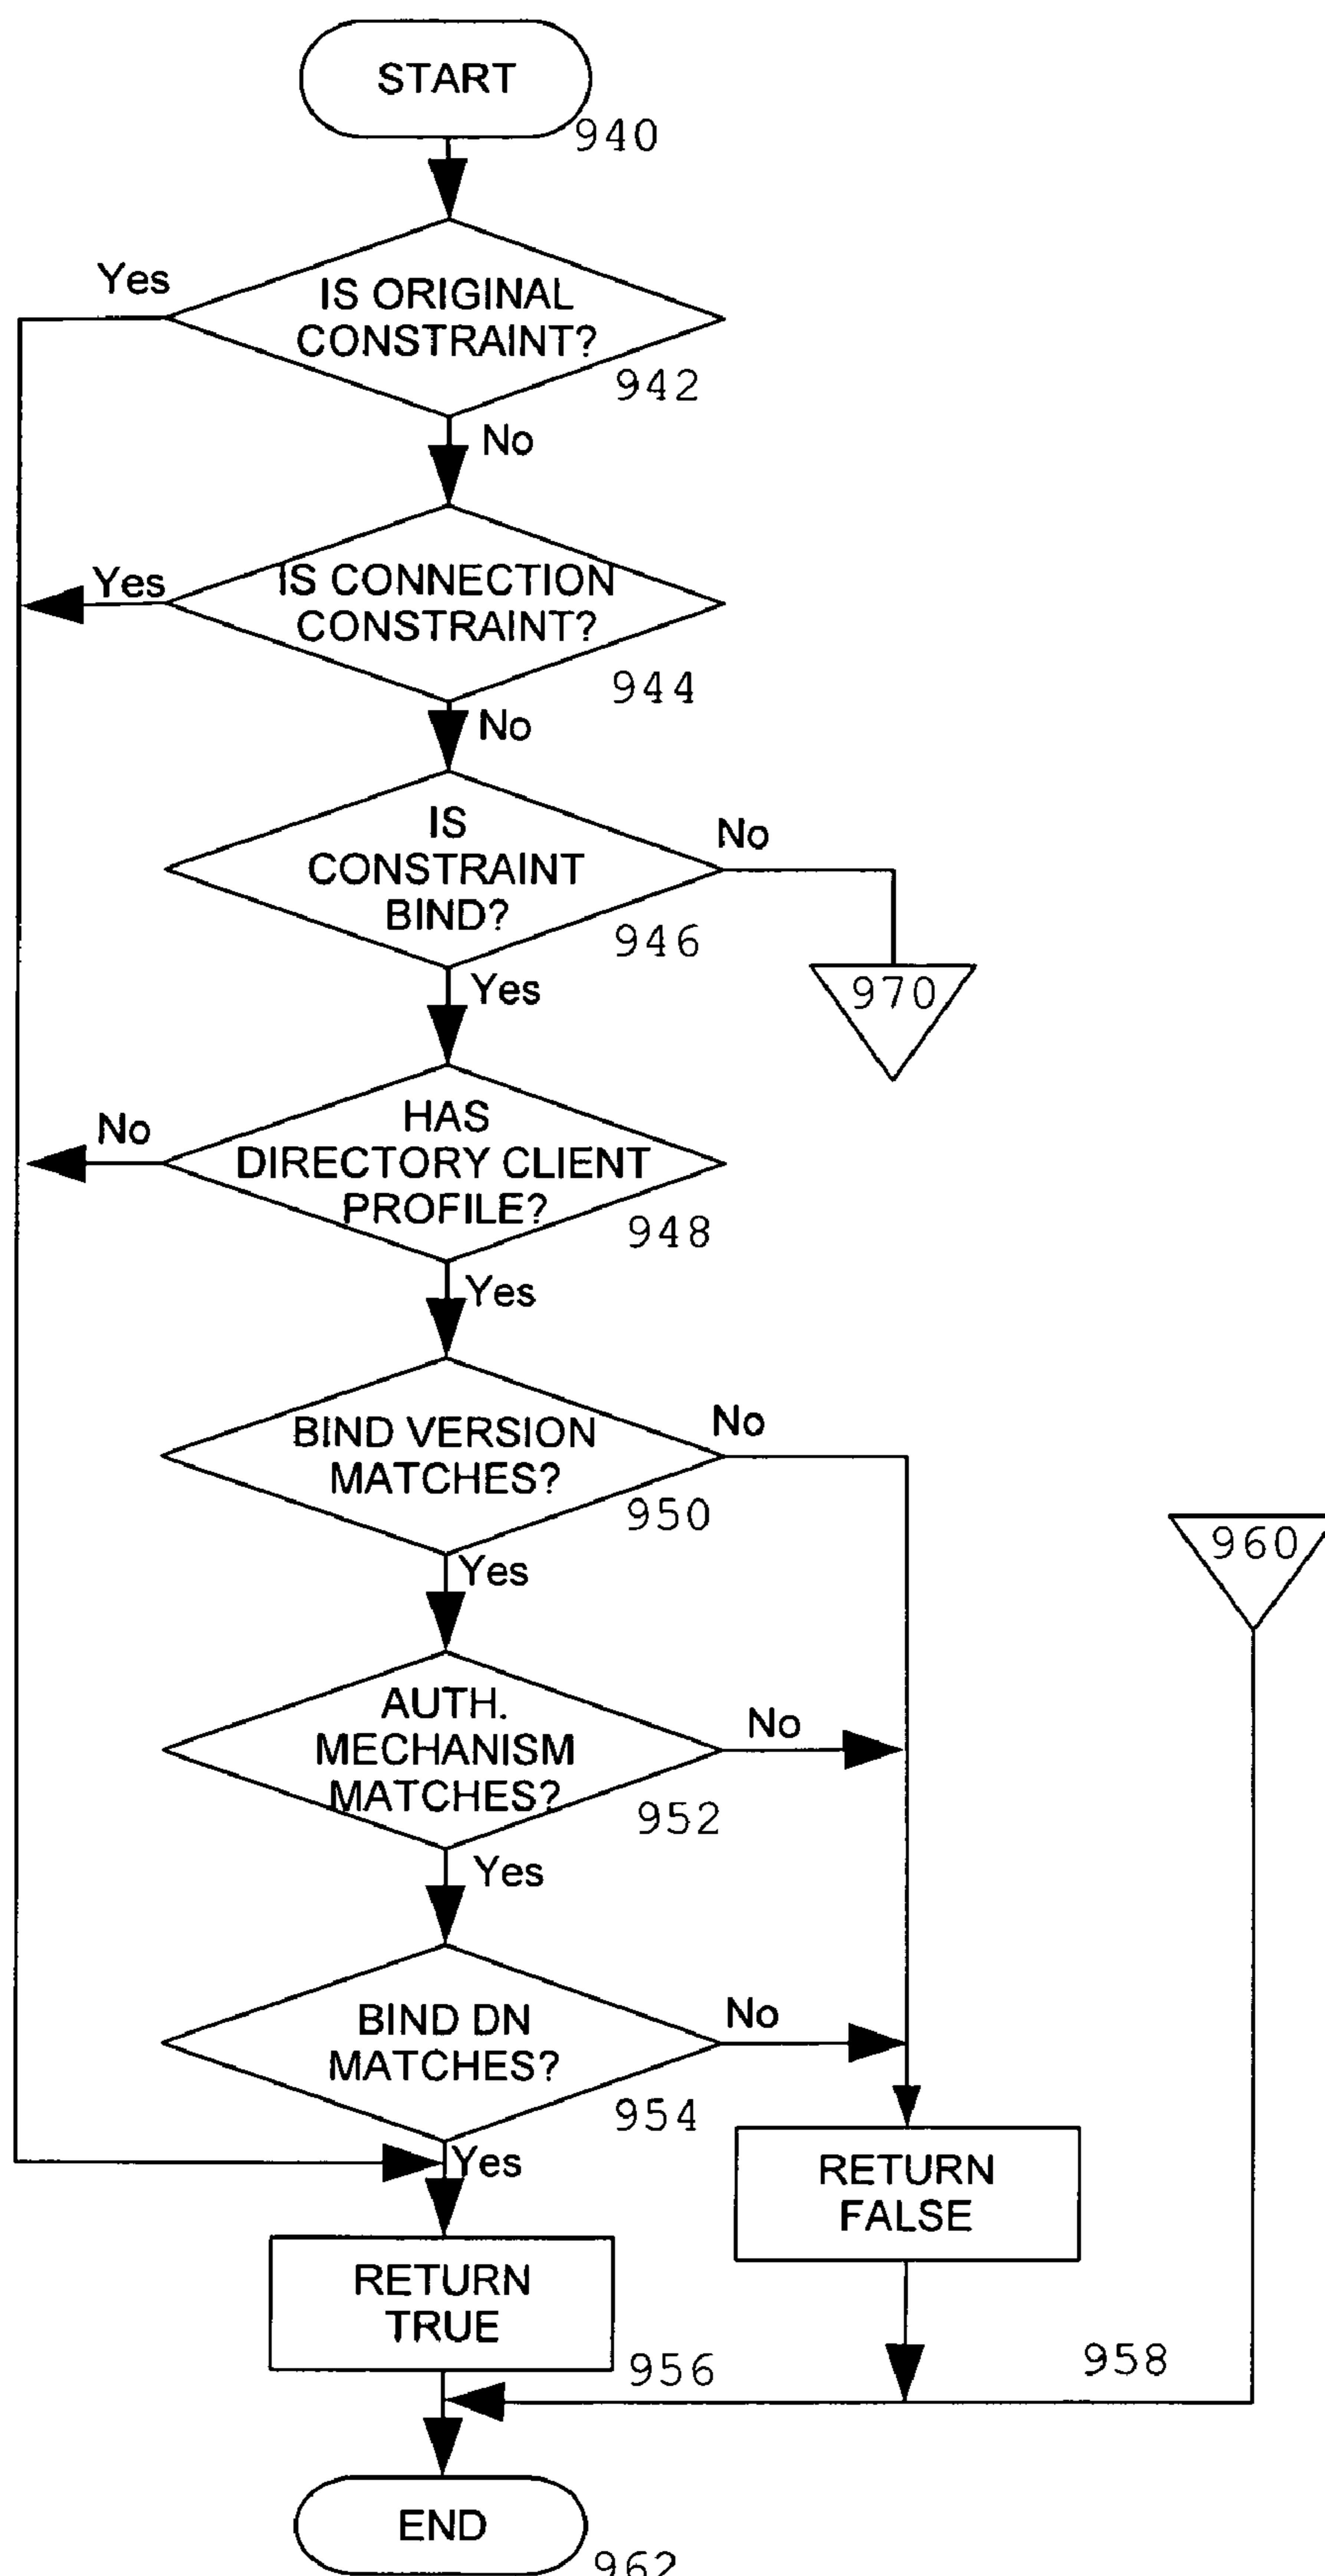 START
940
Yes
IS ORIGINAL
CONSTRAINT?
942
No
Yes
IS CONNECTION
CONSTRAINT?
944
No
IS
CONSTRAINT
BIND?
No
946
970
Yes
HAS
DIRECTORY CLIENT
PROFILE?
No
948
Yes
BIND VERSION
MATCHES?
No
950
960
Yes
AUTH.
MECHANISM
MATCHES?
No
952
Yes
BIND DN
MATCHES?
No
954
Yes
RETURN
FALSE
RETURN
TRUE
956
958
END
962